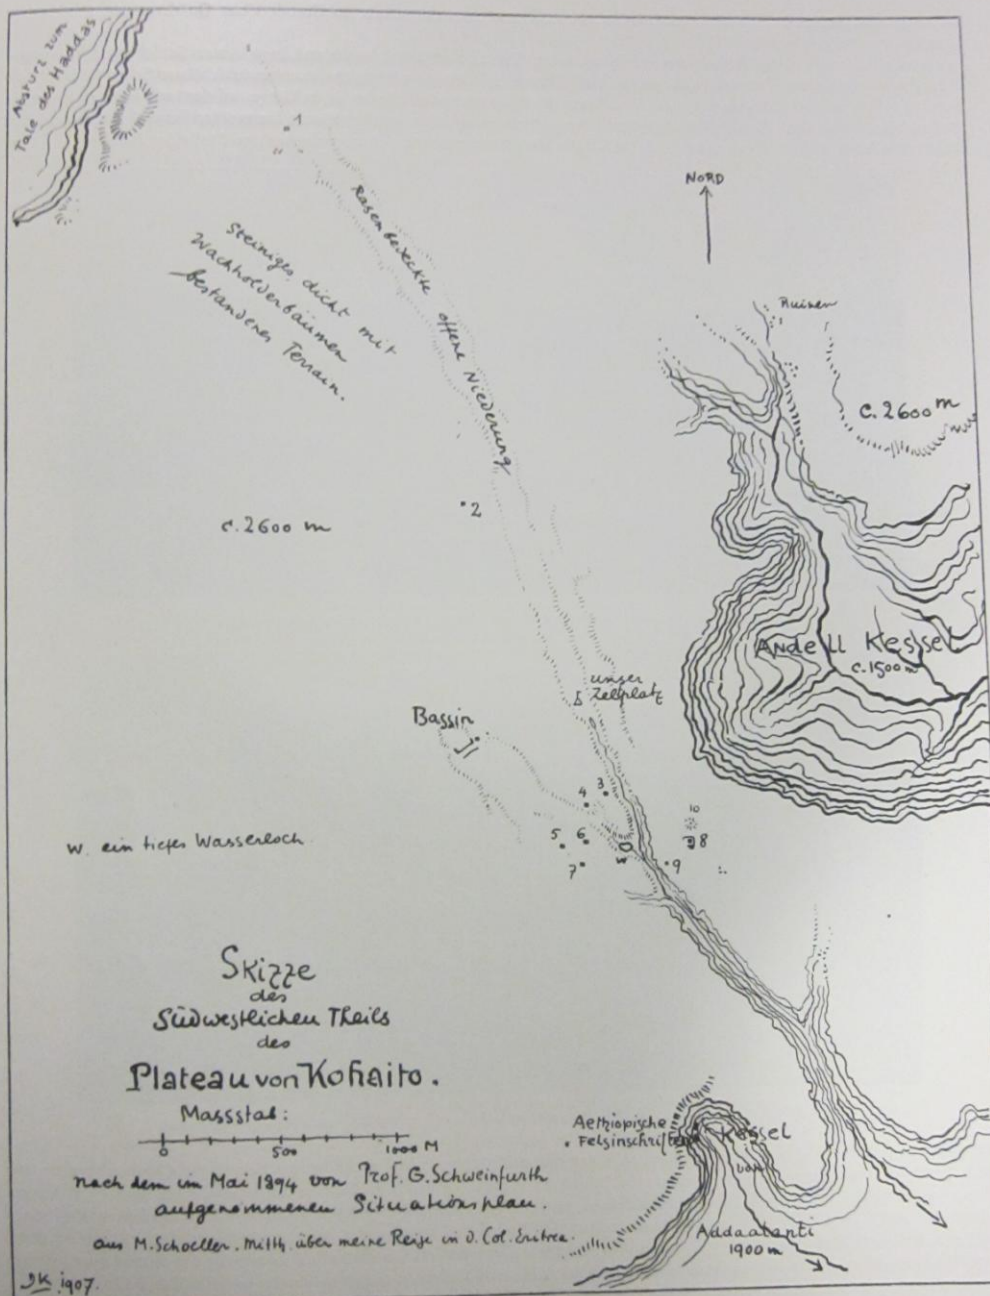 Absturz zum
Tale des Haddas
1
Rasenbedeckte offene Niederung
NORD
Steiniges, dicht mit
Wachholderbäumen
bestandenes Terrain.
Ruinen
c. 2600 m
2
c. 2600 m
Andell Kessel
c. 1500 m
unser
Zeltplatz
Bassin
3
4
10
5
6
8
w
9
7
w. ein tiefes Wasserloch
Skizze
des
Südwestlichen Theils
des
Plateau von Kohaito.
Massstab:
0 500 1000 M
Aethiopische
Felsinschriften
Kessel
von
Addaalanti
1900 m
nach dem im Mai 1894 von Prof. G. Schweinfurth
aufgenommenen Situationsplan.
aus M. Schoeller. Mitth. über meine Reise in d. Col. Eritrea.
JK 1907.